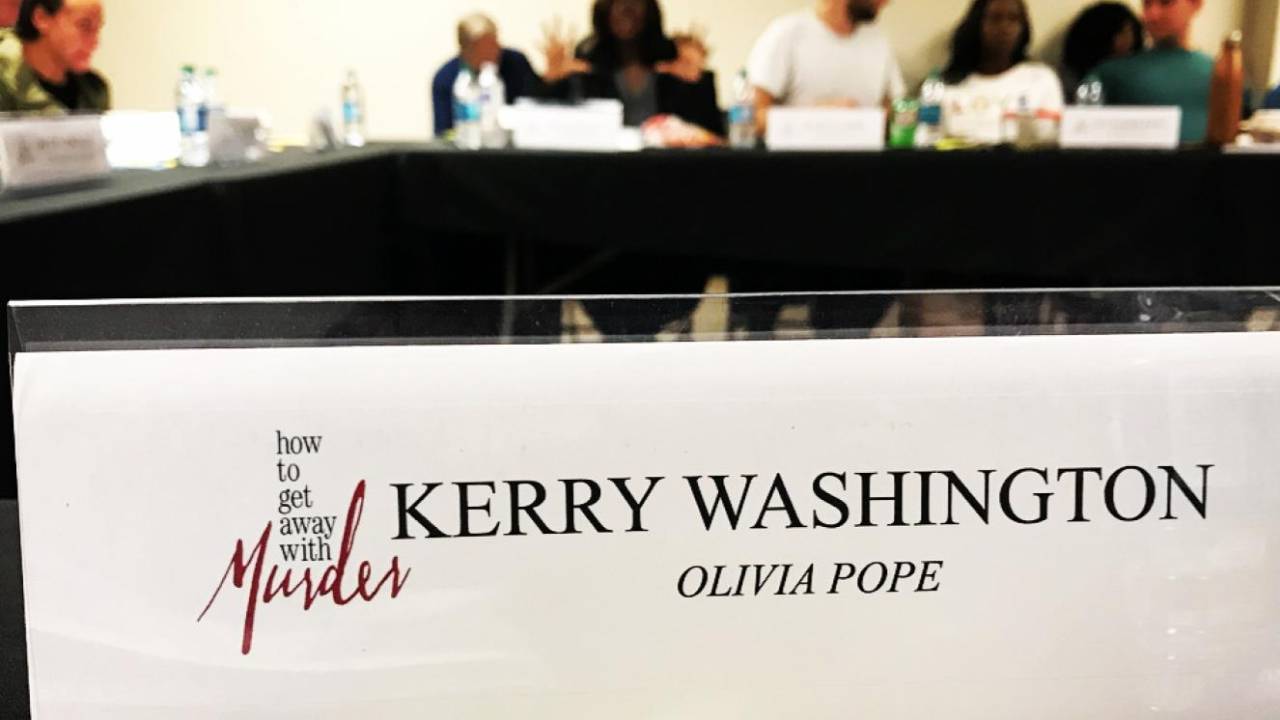 how
to
get
away
with
Murder
KERRY WASHINGTON
OLIVIA POPE